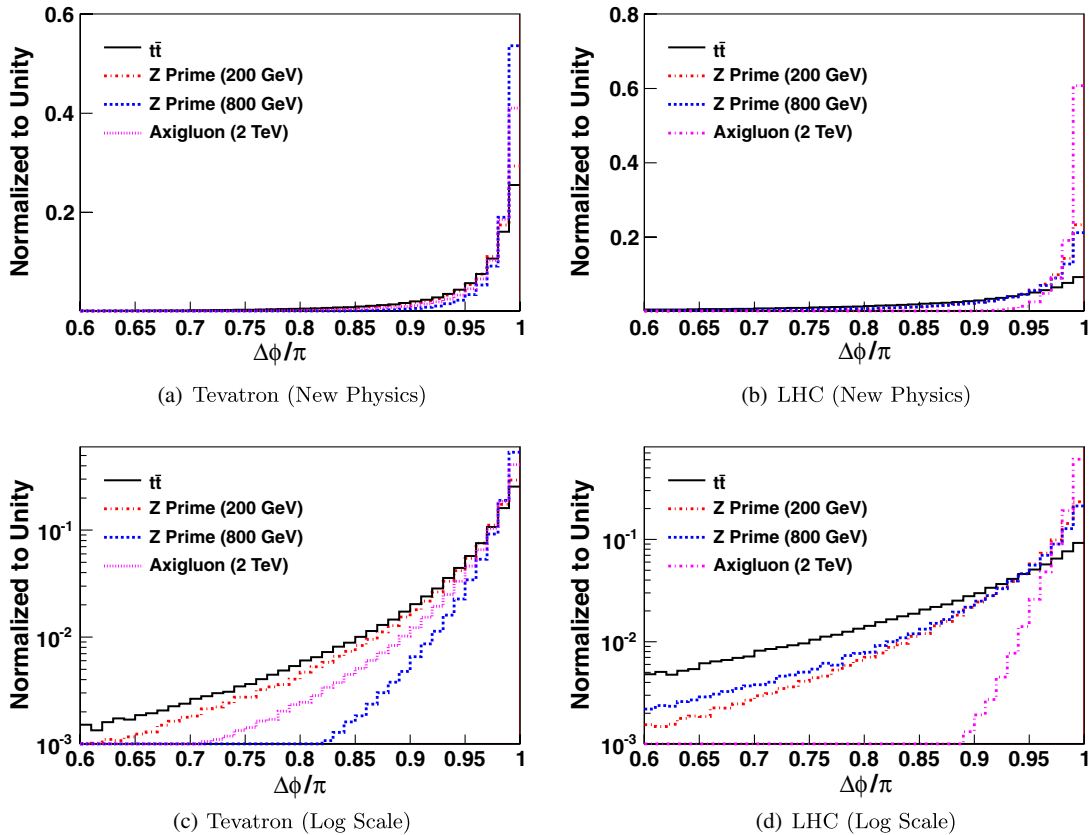 Normalized to Unity
0.6
0.4
0.2
tt̄
Z Prime (200 GeV)
Z Prime (800 GeV)
Axigluon (2 TeV)
0.6 0.65 0.7 0.75 0.8 0.85 0.9 0.95 1
Δϕ/π
(a) Tevatron (New Physics)
Normalized to Unity
0.8
0.6
0.4
0.2
tt̄
Z Prime (200 GeV)
Z Prime (800 GeV)
Axigluon (2 TeV)
0.6 0.65 0.7 0.75 0.8 0.85 0.9 0.95 1
Δϕ/π
(b) LHC (New Physics)
Normalized to Unity
10⁻¹
10⁻²
10⁻³
tt̄
Z Prime (200 GeV)
Z Prime (800 GeV)
Axigluon (2 TeV)
0.6 0.65 0.7 0.75 0.8 0.85 0.9 0.95 1
Δϕ/π
(c) Tevatron (Log Scale)
Normalized to Unity
10⁻¹
10⁻²
10⁻³
tt̄
Z Prime (200 GeV)
Z Prime (800 GeV)
Axigluon (2 TeV)
0.6 0.65 0.7 0.75 0.8 0.85 0.9 0.95 1
Δϕ/π
(d) LHC (Log Scale)